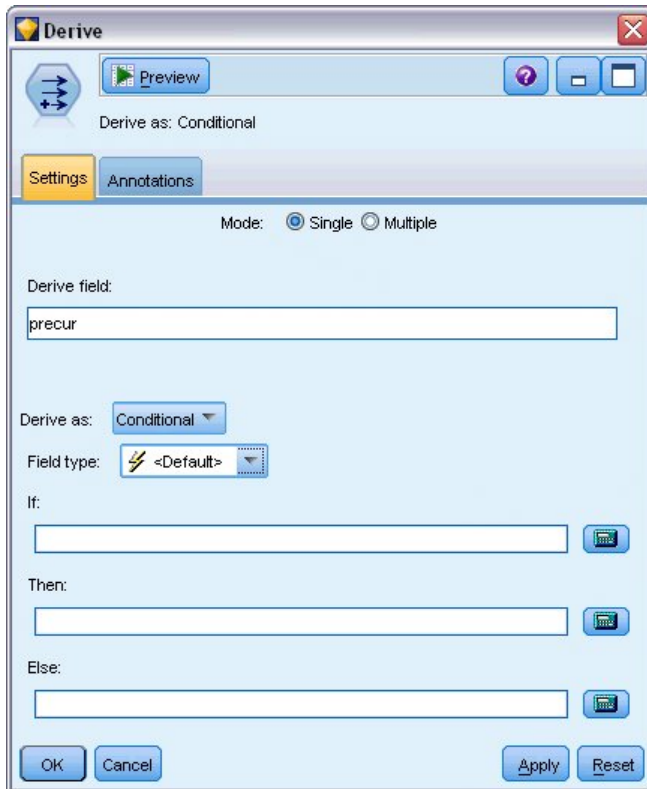 Derive
Preview
Derive as: Conditional
Settings Annotations
Mode: Single Multiple
Derive field:
precur
Derive as: Conditional
Field type: <Default>
If:
Then:
Else:
OK Cancel Apply Reset